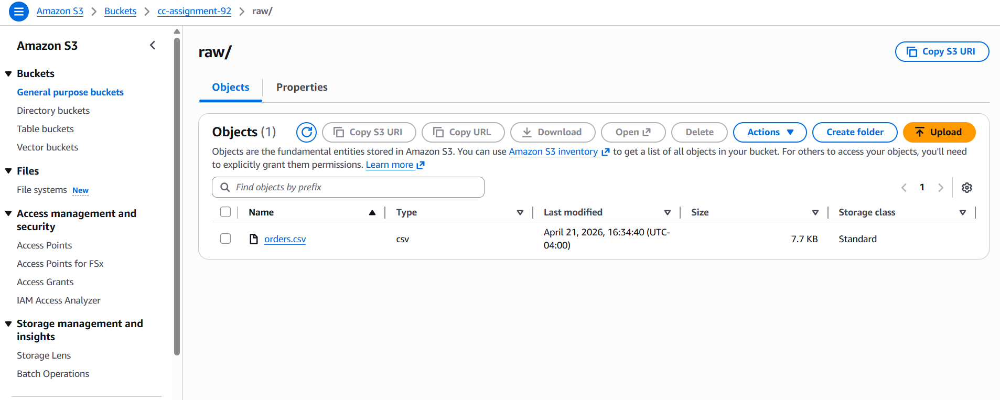 Amazon S3 > Buckets > cc-assignment-92 > raw/
Amazon S3
Buckets
General purpose buckets
Directory buckets
Table buckets
Vector buckets
Files
File systems New
Access management and
security
Access Points
Access Points for FSx
Access Grants
IAM Access Analyzer
Storage management and
insights
Storage Lens
Batch Operations
raw/
Copy S3 URI
Objects Properties
Objects (1) Copy S3 URI Copy URL Download Open Delete Actions Create folder Upload
Objects are the fundamental entities stored in Amazon S3. You can use Amazon S3 inventory to get a list of all objects in your bucket. For others to access your objects, you'll need
to explicitly grant them permissions. Learn more
Find objects by prefix
1
Name Type Last modified Size Storage class
orders.csv csv April 21, 2026, 16:34:40 (UTC-
04:00) 7.7 KB Standard